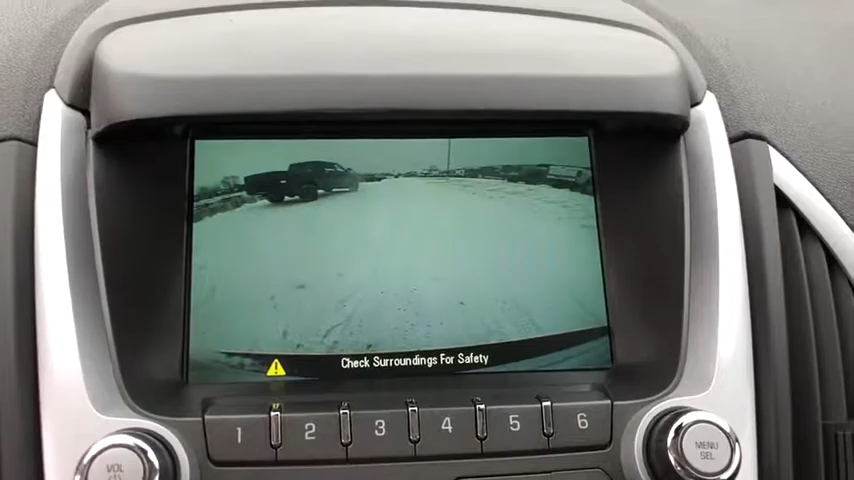 Check Surroundings For Safety
1 2 3 4 5 6
VOL
MENU
SEL